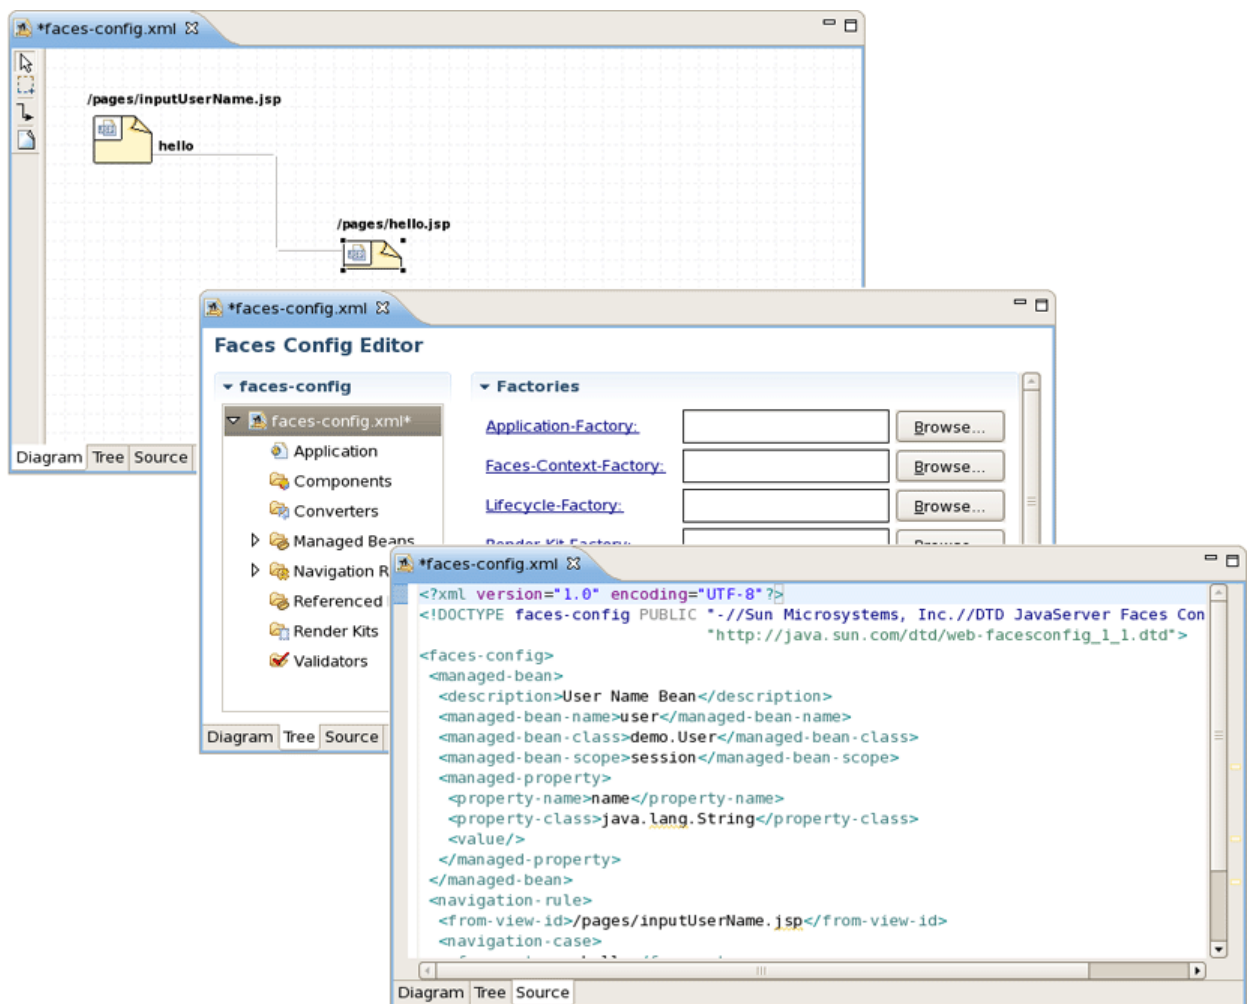 *faces-config.xml
/pages/inputUserName.jsp
hello
/pages/hello.jsp
Diagram Tree Source
*faces-config.xml
Faces Config Editor
faces-config
faces-config.xml*
Application
Components
Converters
Managed Beans
Navigation R
Referenced
Render Kits
Validators
Factories
Application-Factory: Browse...
Faces-Context-Factory: Browse...
Lifecycle-Factory: Browse...
Render-Kit-Factory: Browse...
Diagram Tree Source
*faces-config.xml
<?xml version="1.0" encoding="UTF-8"?>
<!DOCTYPE faces-config PUBLIC "-//Sun Microsystems, Inc.//DTD JavaServer Faces Con
"http://java.sun.com/dtd/web-facesconfig_1_1.dtd">
<faces-config>
<managed-bean>
<description>User Name Bean</description>
<managed-bean-name>user</managed-bean-name>
<managed-bean-class>demo.User</managed-bean-class>
<managed-bean-scope>session</managed-bean-scope>
<managed-property>
<property-name>name</property-name>
<property-class>java.lang.String</property-class>
<value/>
</managed-property>
</managed-bean>
<navigation-rule>
<from-view-id>/pages/inputUserName.jsp</from-view-id>
<navigation-case>
Diagram Tree Source